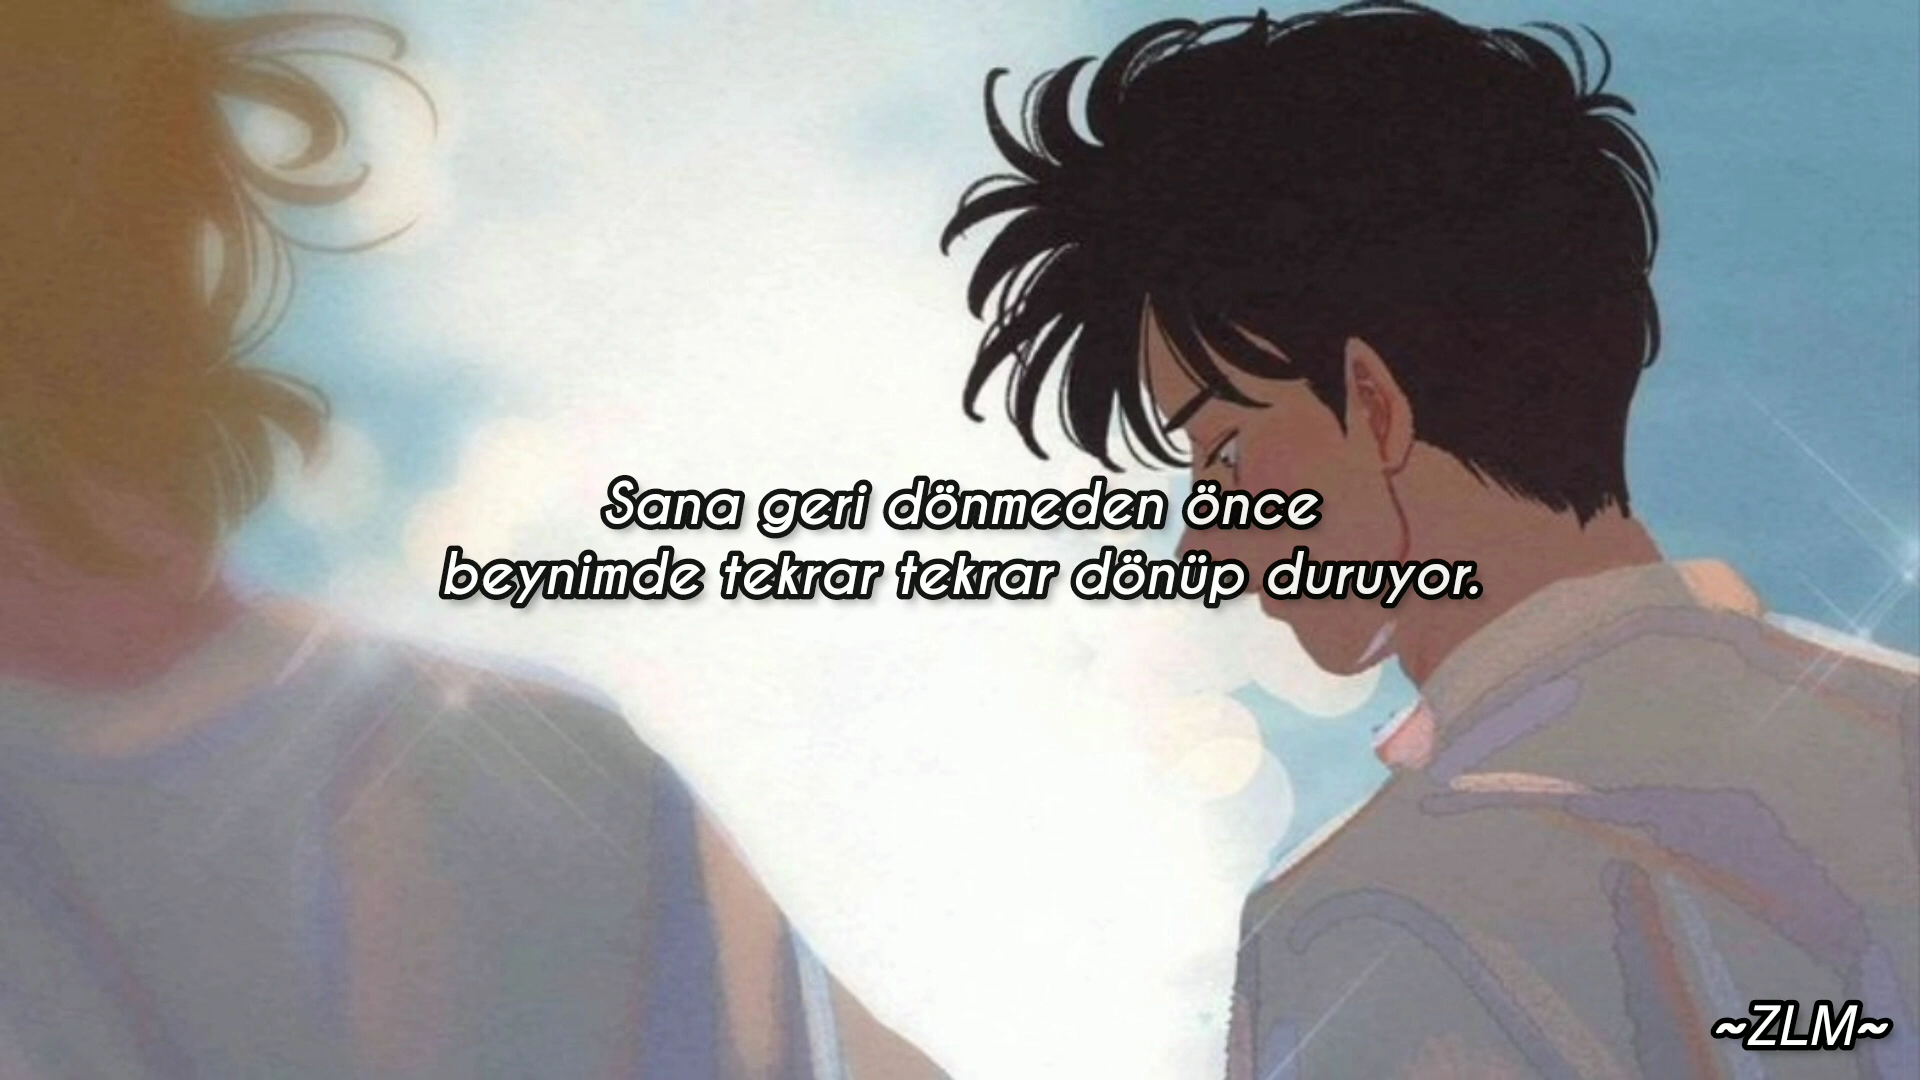 Sana geri dönmeden önce
beynimde tekrar tekrar dönüp duruyor.
~ZLM~